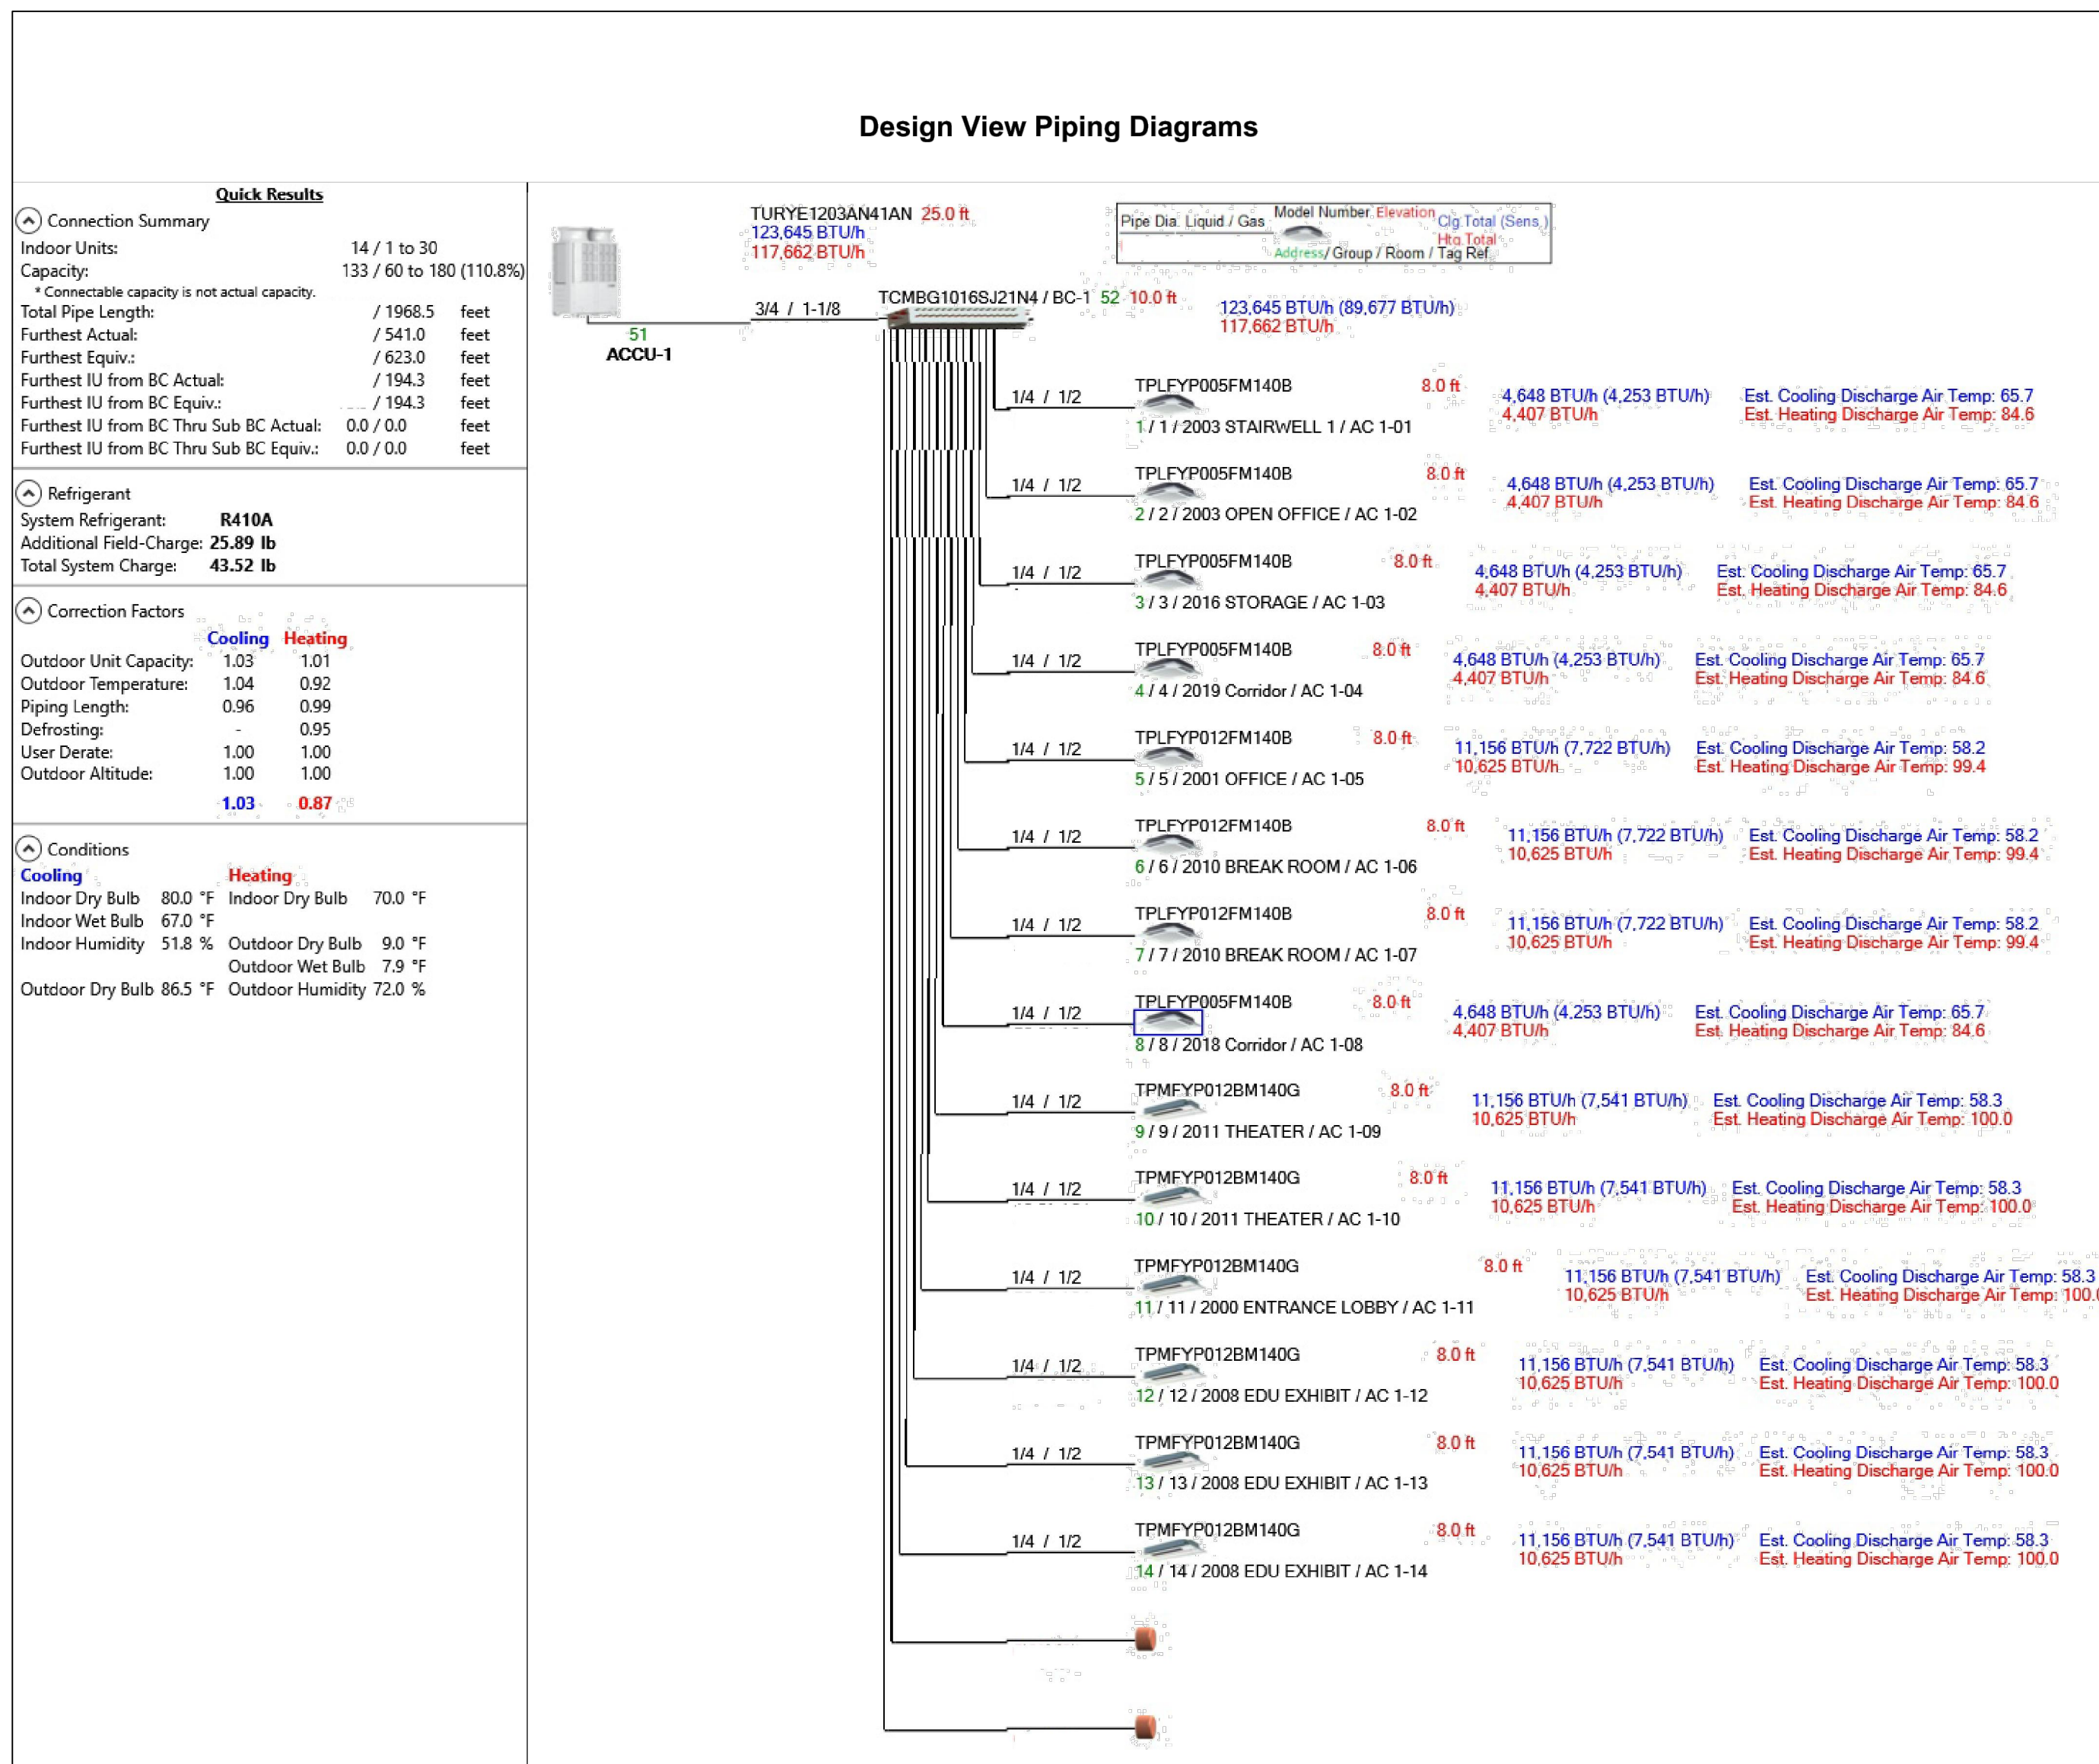 Design View Piping Diagrams
Quick Results
Connection Summary
Indoor Units: 14 / 1 to 30
Capacity: 133 / 60 to 180 (110.8%)
* Connectable capacity is not actual capacity.
Total Pipe Length: / 1968.5 feet
Furthest Actual: / 541.0 feet
Furthest Equiv.: / 623.0 feet
Furthest IU from BC Actual: / 194.3 feet
Furthest IU from BC Equiv.: / 194.3 feet
Furthest IU from BC Thru Sub BC Actual: 0.0 / 0.0 feet
Furthest IU from BC Thru Sub BC Equiv.: 0.0 / 0.0 feet
Refrigerant
System Refrigerant: R410A
Additional Field-Charge: 25.89 lb
Total System Charge: 43.52 lb
Correction Factors
Cooling Heating
Outdoor Unit Capacity: 1.03 1.01
Outdoor Temperature: 1.04 0.92
Piping Length: 0.96 0.99
Defrosting: - 0.95
User Derate: 1.00 1.00
Outdoor Altitude: 1.00 1.00
1.03 0.87
Conditions
Cooling Heating
Indoor Dry Bulb 80.0 °F Indoor Dry Bulb 70.0 °F
Indoor Wet Bulb 67.0 °F
Indoor Humidity 51.8 % Outdoor Dry Bulb 9.0 °F
Outdoor Wet Bulb 7.9 °F
Outdoor Dry Bulb 86.5 °F Outdoor Humidity 72.0 %
TURYE1203AN41AN 25.0 ft
123,645 BTU/h
117,662 BTU/h
Pipe Dia. Liquid / Gas Model Number Elevation Clg.Total (Sens.)
Htg.Total
Address / Group / Room / Tag Ref.
3/4 / 1-1/8
51
ACCU-1
TCMBG1016SJ21N4 / BC-1 52 10.0 ft
123,645 BTU/h (89,677 BTU/h)
117,662 BTU/h
1/4 / 1/2 TPLFYP005FM140B 8.0 ft
4,648 BTU/h (4,253 BTU/h) Est. Cooling Discharge Air Temp: 65.7
4,407 BTU/h Est. Heating Discharge Air Temp: 84.6
1 / 1 / 2003 STAIRWELL 1 / AC 1-01
1/4 / 1/2 TPLFYP005FM140B 8.0 ft
4,648 BTU/h (4,253 BTU/h) Est. Cooling Discharge Air Temp: 65.7
4,407 BTU/h Est. Heating Discharge Air Temp: 84.6
2 / 2 / 2003 OPEN OFFICE / AC 1-02
1/4 / 1/2 TPLFYP005FM140B 8.0 ft
4,648 BTU/h (4,253 BTU/h) Est. Cooling Discharge Air Temp: 65.7
4,407 BTU/h Est. Heating Discharge Air Temp: 84.6
3 / 3 / 2016 STORAGE / AC 1-03
1/4 / 1/2 TPLFYP005FM140B 8.0 ft
4,648 BTU/h (4,253 BTU/h) Est. Cooling Discharge Air Temp: 65.7
4,407 BTU/h Est. Heating Discharge Air Temp: 84.6
4 / 4 / 2019 Corridor / AC 1-04
1/4 / 1/2 TPLFYP012FM140B 8.0 ft
11,156 BTU/h (7,722 BTU/h) Est. Cooling Discharge Air Temp: 58.2
10,625 BTU/h Est. Heating Discharge Air Temp: 99.4
5 / 5 / 2001 OFFICE / AC 1-05
1/4 / 1/2 TPLFYP012FM140B 8.0 ft
11,156 BTU/h (7,722 BTU/h) Est. Cooling Discharge Air Temp: 58.2
10,625 BTU/h Est. Heating Discharge Air Temp: 99.4
6 / 6 / 2010 BREAK ROOM / AC 1-06
1/4 / 1/2 TPLFYP012FM140B 8.0 ft
11,156 BTU/h (7,722 BTU/h) Est. Cooling Discharge Air Temp: 58.2
10,625 BTU/h Est. Heating Discharge Air Temp: 99.4
7 / 7 / 2010 BREAK ROOM / AC 1-07
1/4 / 1/2 TPLFYP005FM140B 8.0 ft
4,648 BTU/h (4,253 BTU/h) Est. Cooling Discharge Air Temp: 65.7
4,407 BTU/h Est. Heating Discharge Air Temp: 84.6
8 / 8 / 2018 Corridor / AC 1-08
1/4 / 1/2 TPMFYP012BM140G 8.0 ft
11,156 BTU/h (7,541 BTU/h) Est. Cooling Discharge Air Temp: 58.3
10,625 BTU/h Est. Heating Discharge Air Temp: 100.0
9 / 9 / 2011 THEATER / AC 1-09
1/4 / 1/2 TPMFYP012BM140G 8.0 ft
11,156 BTU/h (7,541 BTU/h) Est. Cooling Discharge Air Temp: 58.3
10,625 BTU/h Est. Heating Discharge Air Temp: 100.0
10 / 10 / 2011 THEATER / AC 1-10
1/4 / 1/2 TPMFYP012BM140G 8.0 ft
11,156 BTU/h (7,541 BTU/h) Est. Cooling Discharge Air Temp: 58.3
10,625 BTU/h Est. Heating Discharge Air Temp: 100.0
11 / 11 / 2000 ENTRANCE LOBBY / AC 1-11
1/4 / 1/2 TPMFYP012BM140G 8.0 ft
11,156 BTU/h (7,541 BTU/h) Est. Cooling Discharge Air Temp: 58.3
10,625 BTU/h Est. Heating Discharge Air Temp: 100.0
12 / 12 / 2008 EDU EXHIBIT / AC 1-12
1/4 / 1/2 TPMFYP012BM140G 8.0 ft
11,156 BTU/h (7,541 BTU/h) Est. Cooling Discharge Air Temp: 58.3
10,625 BTU/h Est. Heating Discharge Air Temp: 100.0
13 / 13 / 2008 EDU EXHIBIT / AC 1-13
1/4 / 1/2 TPMFYP012BM140G 8.0 ft
11,156 BTU/h (7,541 BTU/h) Est. Cooling Discharge Air Temp: 58.3
10,625 BTU/h Est. Heating Discharge Air Temp: 100.0
14 / 14 / 2008 EDU EXHIBIT / AC 1-14